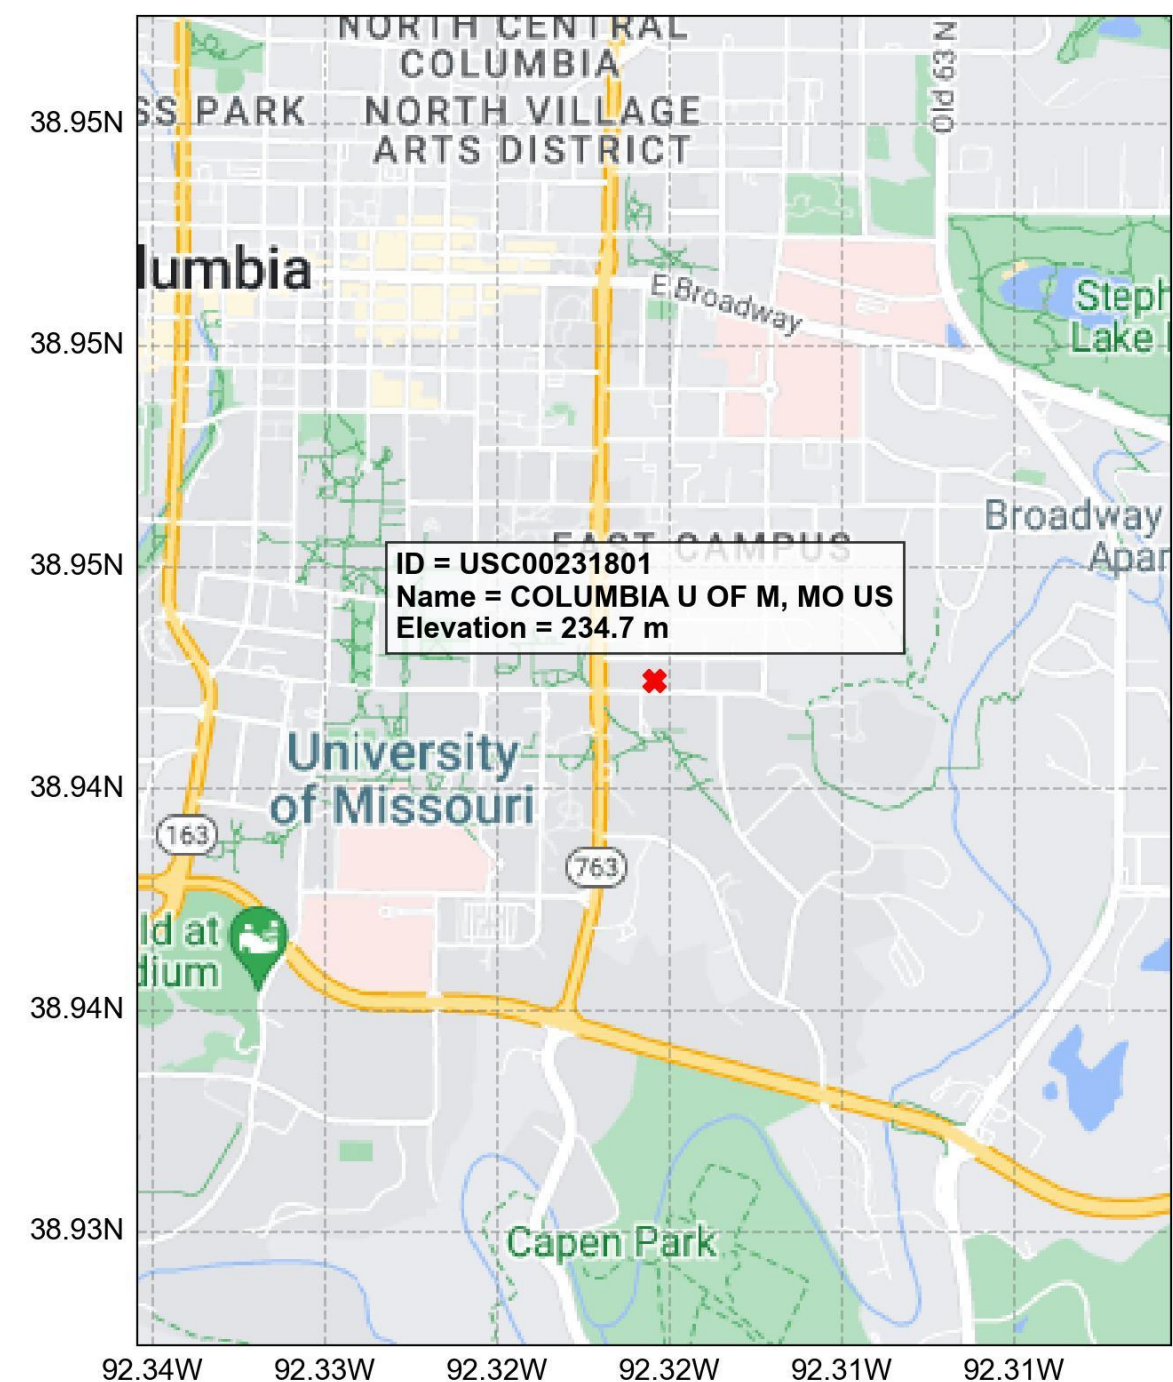 NORTH CENTRAL
COLUMBIA
Old 63 N
38.95N
SS PARK
NORTH VILLAGE
ARTS DISTRICT
lumbia
E Broadway
Steph
Lake
38.95N
Broadway
Apar
EAST CAMPUS
38.95N
ID = USC00231801
Name = COLUMBIA U OF M, MO US
Elevation = 234.7 m
University
of Missouri
38.94N
163
763
ld at
dium
38.94N
38.93N
Capen Park
92.34W
92.33W
92.32W
92.32W
92.31W
92.31W